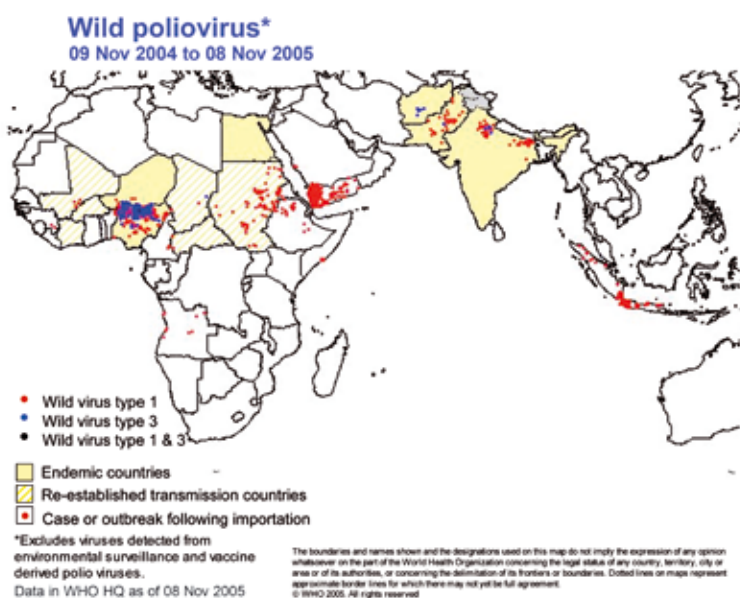 Wild poliovirus*
09 Nov 2004 to 08 Nov 2005
Wild virus type 1
Wild virus type 3
Wild virus type 1 & 3
Endemic countries
Re-established transmission countries
Case or outbreak following importation
*Excludes viruses detected from
environmental surveillance and vaccine
derived polio viruses.
Data in WHO HQ as of 08 Nov 2005
The boundaries and names shown and the designations used on this map do not imply the expression of any opinion
whatsoever on the part of the World Health Organization concerning the legal status of any country, territory, city or
area or of its authorities, or concerning the delimitation of its frontiers or boundaries. Dotted lines on maps represent
approximate border lines for which there may not yet be full agreement.
© WHO 2005. All rights reserved